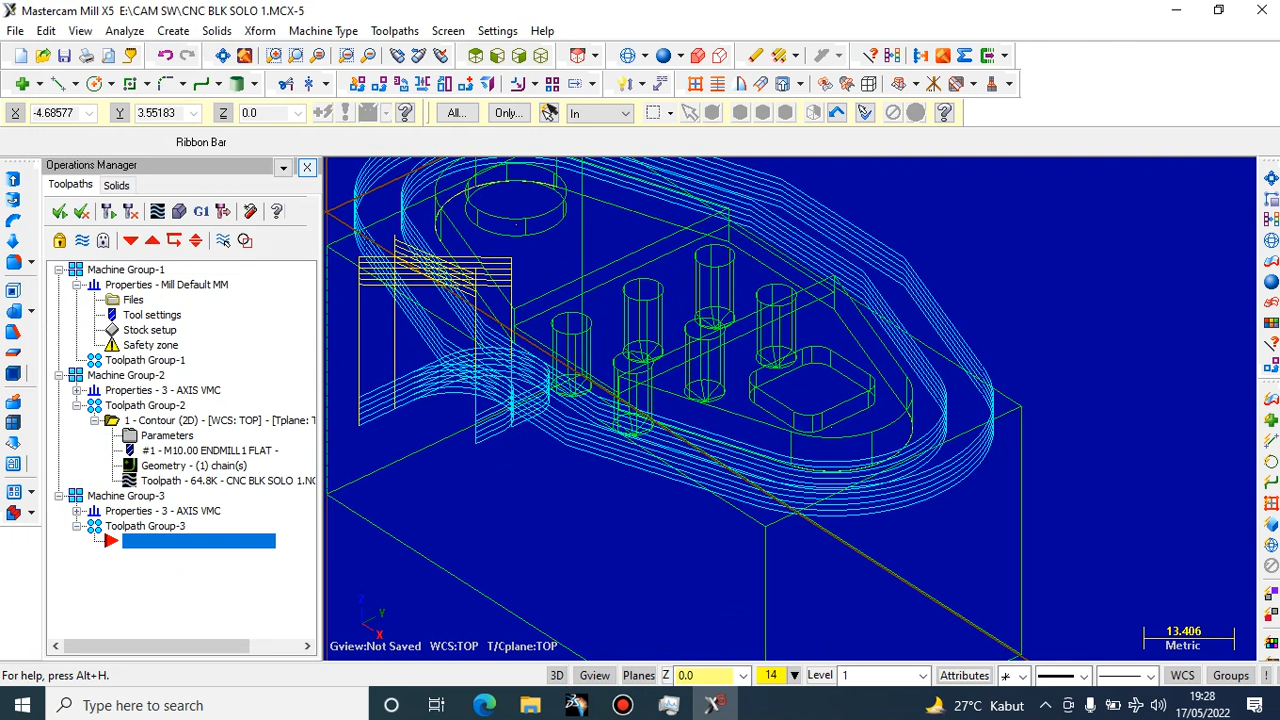 Mastercam Mill X5 E:\CAM SW\CNC BLK SOLO 1.MCX-5
File Edit View Analyze Create Solids Xform Machine Type Toolpaths Screen Settings Help
X -4.68577 Y 3.55183 Z 0.0 All... Only... In
Ribbon Bar
Operations Manager
Toolpaths Solids
G1
Machine Group-1
Properties - Mill Default MM
Files
Tool settings
Stock setup
Safety zone
Toolpath Group-1
Machine Group-2
Properties - 3 - AXIS VMC
Toolpath Group-2
1 - Contour (2D) - [WCS: TOP] - [Tplane: T
Parameters
#1 - M10.00 ENDMILL1 FLAT -
Geometry - (1) chain(s)
Toolpath - 64.8K - CNC BLK SOLO 1.NC
Machine Group-3
Properties - 3 - AXIS VMC
Toolpath Group-3
Z
Y
X
Gview:Not Saved WCS:TOP T/Cplane:TOP
13.406
Metric
For help, press Alt+H.
3D Gview Planes Z 0.0 14 Level 1 Attributes WCS Groups !
Type here to search
27°C Kabut
19:28
17/05/2022